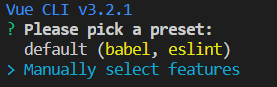 Vue CLI v3.2.1
? Please pick a preset:
default (babel, eslint)
> Manually select features